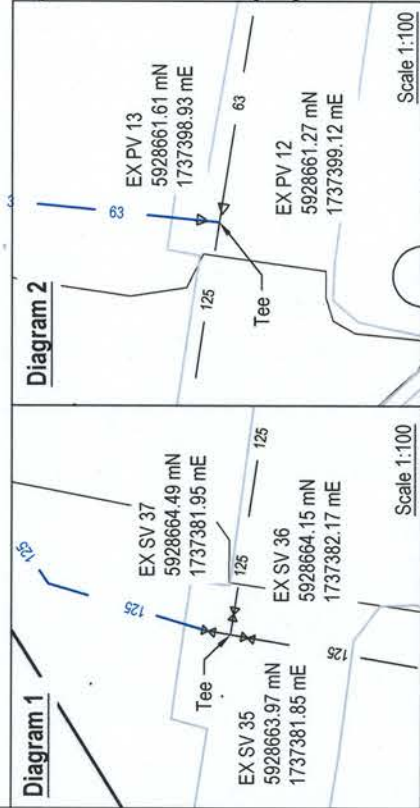 Diagram 1
125
125
EX SV 37
5928664.49 mN
1737381.95 mE
Tee
125
125
EX SV 35
5928663.97 mN
1737381.85 mE
EX SV 36
5928664.15 mN
1737382.17 mE
125
Scale 1:100
Diagram 2
63
EX PV 13
5928661.61 mN
1737398.93 mE
125
63
Tee
EX PV 12
5928661.27 mN
1737399.12 mE
Scale 1:100